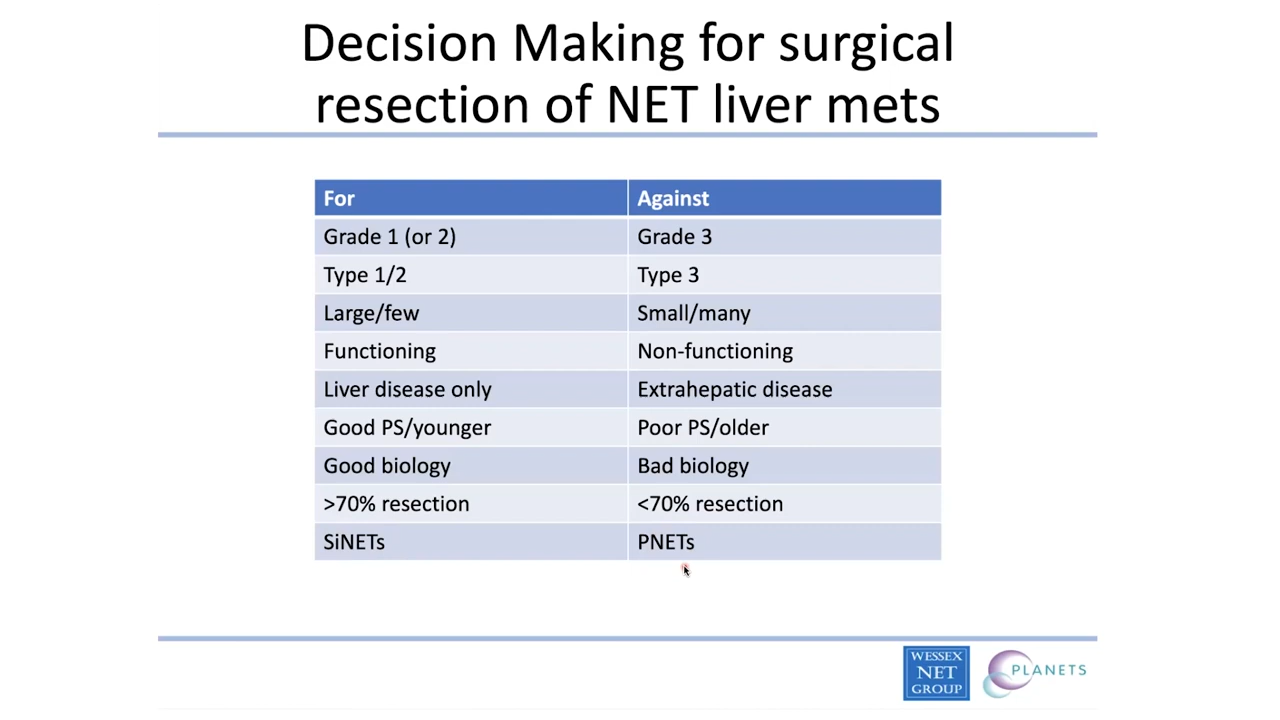 Decision Making for surgical
resection of NET liver mets
For Against
Grade 1 (or 2) Grade 3
Type 1/2 Type 3
Large/few Small/many
Functioning Non-functioning
Liver disease only Extrahepatic disease
Good PS/younger Poor PS/older
Good biology Bad biology
>70% resection <70% resection
SiNETs PNETs
WESSEX
NET
GROUP
PLANETS